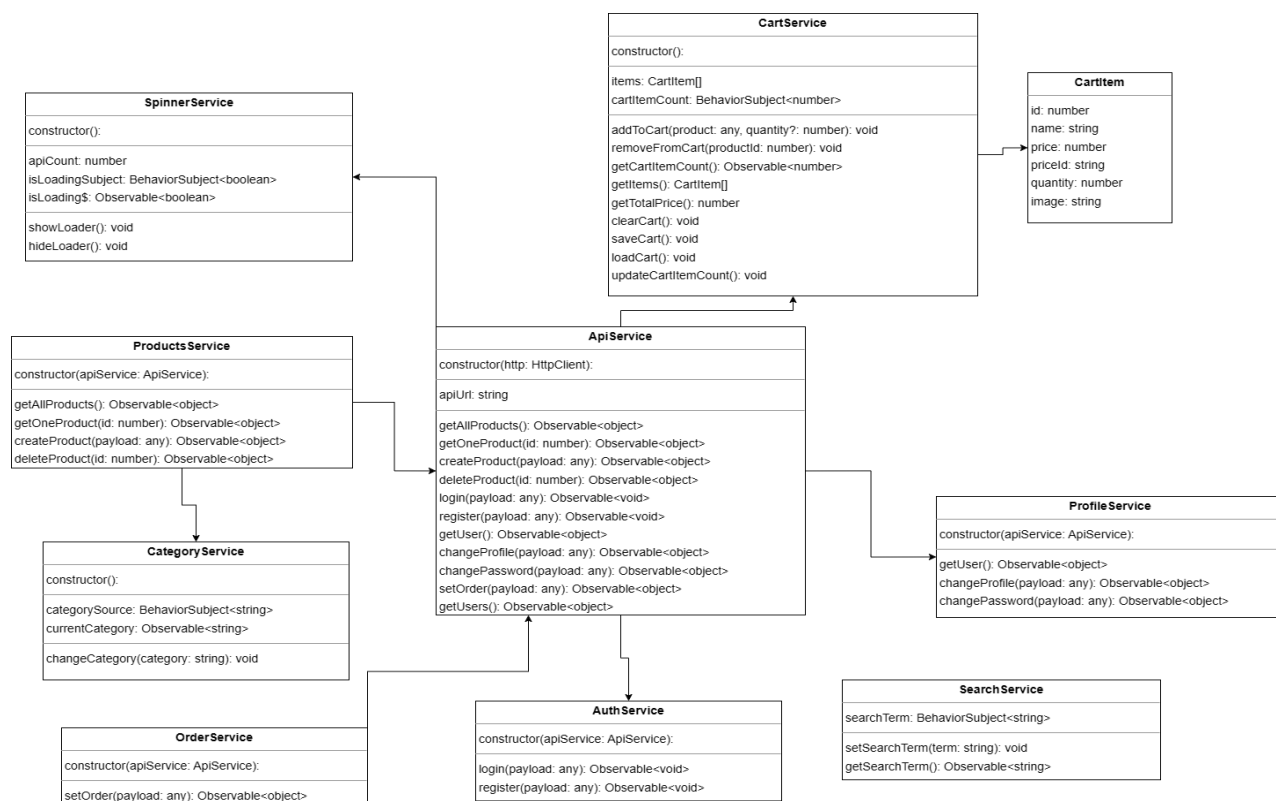 CartService
constructor():
items: CartItem[]
cartItemCount: BehaviorSubject<number>
addToCart(product: any, quantity?: number): void
removeFromCart(productId: number): void
getCartItemCount(): Observable<number>
getItems(): CartItem[]
getTotalPrice(): number
clearCart(): void
saveCart(): void
loadCart(): void
updateCartItemCount(): void
CartItem
id: number
name: string
price: number
priceId: string
quantity: number
image: string
SpinnerService
constructor():
apiCount: number
isLoadingSubject: BehaviorSubject<boolean>
isLoading$: Observable<boolean>
showLoader(): void
hideLoader(): void
ProductsService
constructor(apiService: ApiService):
getAllProducts(): Observable<object>
getOneProduct(id: number): Observable<object>
createProduct(payload: any): Observable<object>
deleteProduct(id: number): Observable<object>
ApiService
constructor(http: HttpClient):
apiUrl: string
getAllProducts(): Observable<object>
getOneProduct(id: number): Observable<object>
createProduct(payload: any): Observable<object>
deleteProduct(id: number): Observable<object>
login(payload: any): Observable<void>
register(payload: any): Observable<void>
getUser(): Observable<object>
changeProfile(payload: any): Observable<object>
changePassword(payload: any): Observable<object>
setOrder(payload: any): Observable<object>
getUsers(): Observable<object>
ProfileService
constructor(apiService: ApiService):
getUser(): Observable<object>
changeProfile(payload: any): Observable<object>
changePassword(payload: any): Observable<object>
CategoryService
constructor():
categorySource: BehaviorSubject<string>
currentCategory: Observable<string>
changeCategory(category: string): void
SearchService
searchTerm: BehaviorSubject<string>
setSearchTerm(term: string): void
getSearchTerm(): Observable<string>
AuthService
constructor(apiService: ApiService):
login(payload: any): Observable<void>
register(payload: any): Observable<void>
OrderService
constructor(apiService: ApiService):
setOrder(payload: any): Observable<object>